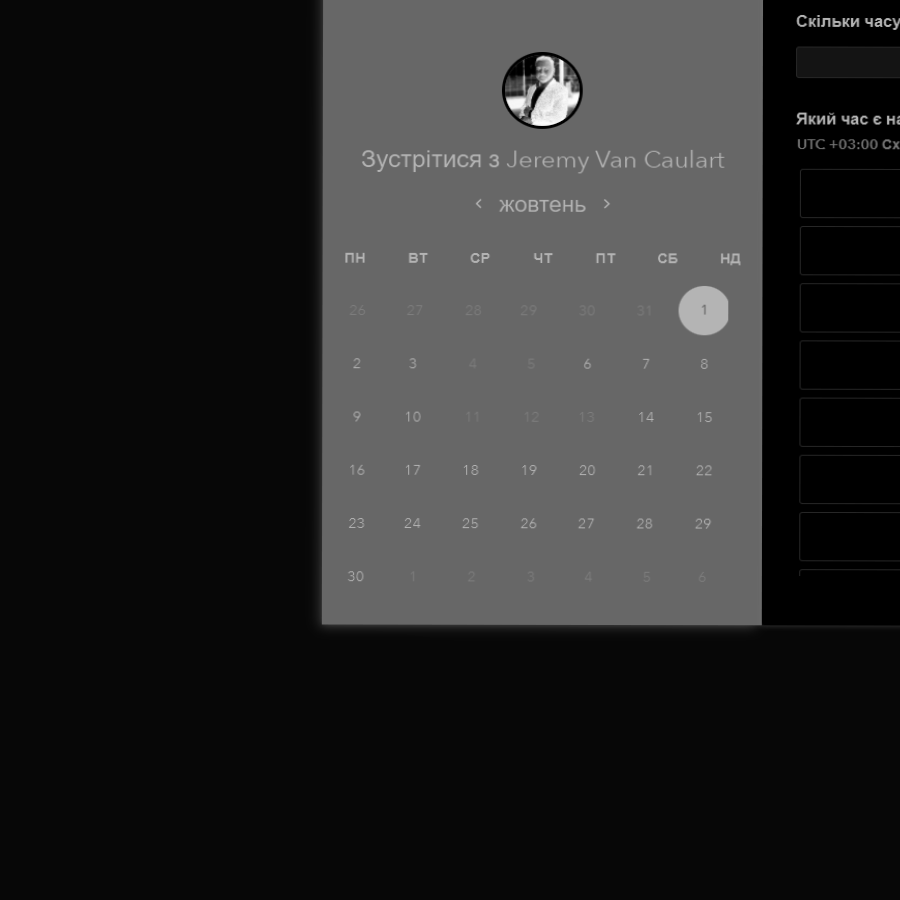 Зустрітися з Jeremy Van Caulart
жовтень
ПН ВТ СР ЧТ ПТ СБ НД
26 27 28 29 30 31 1
2 3 4 5 6 7 8
9 10 11 12 13 14 15
16 17 18 19 20 21 22
23 24 25 26 27 28 29
30 1 2 3 4 5 6
Скільки часу
Який час є
UTC +03:00